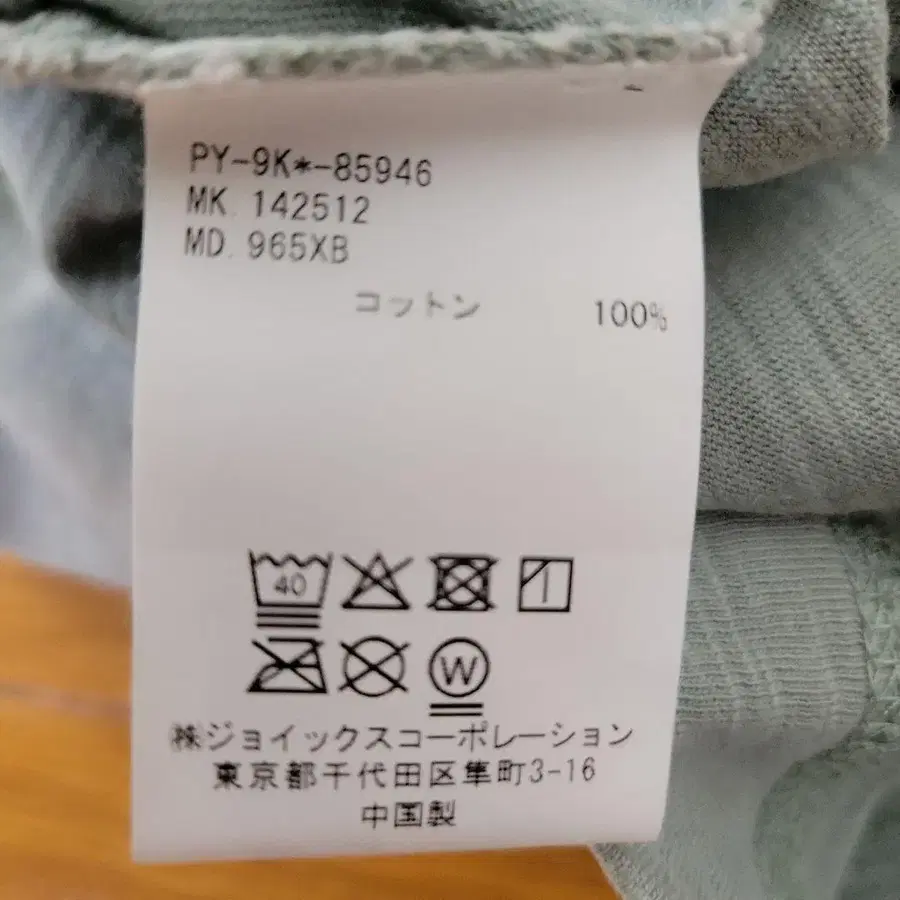 PY-9K*-85946
MK. 142512
MD. 965XB
コットン 100%
40
W
㈱ジョイックスコーポレーション
東京都千代田区隼町3-16
中国製